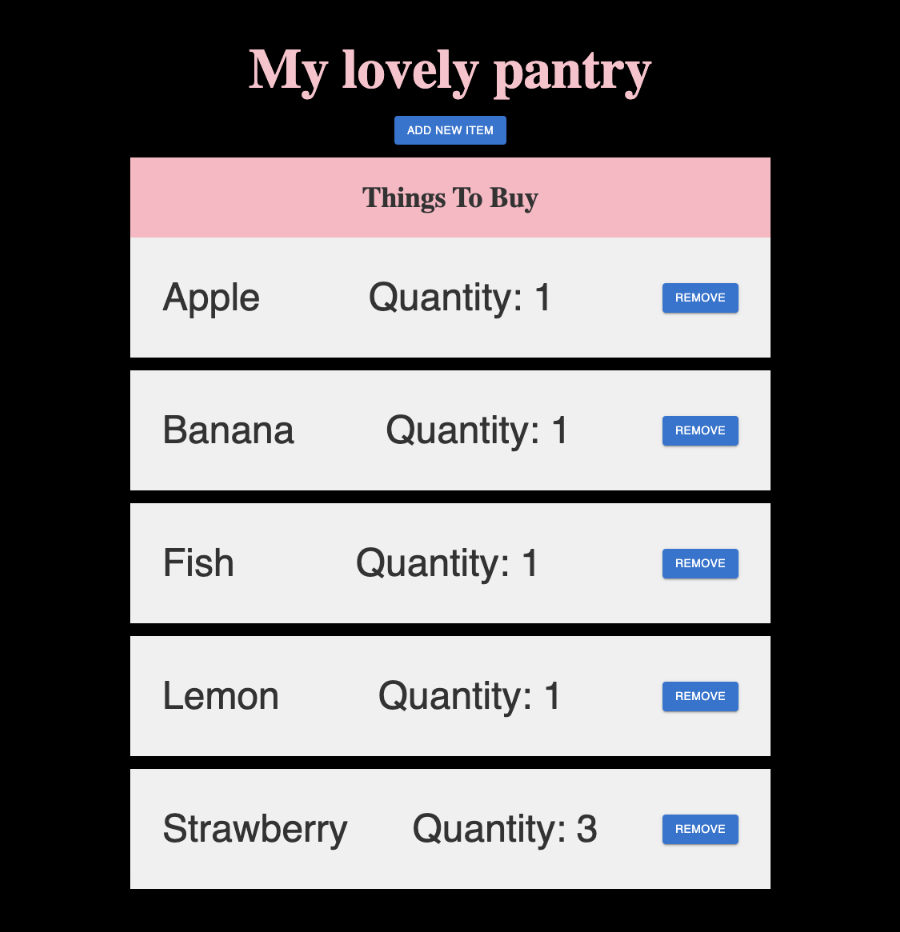 My lovely pantry
ADD NEW ITEM
Things To Buy
Apple Quantity: 1 REMOVE
Banana Quantity: 1 REMOVE
Fish Quantity: 1 REMOVE
Lemon Quantity: 1 REMOVE
Strawberry Quantity: 3 REMOVE